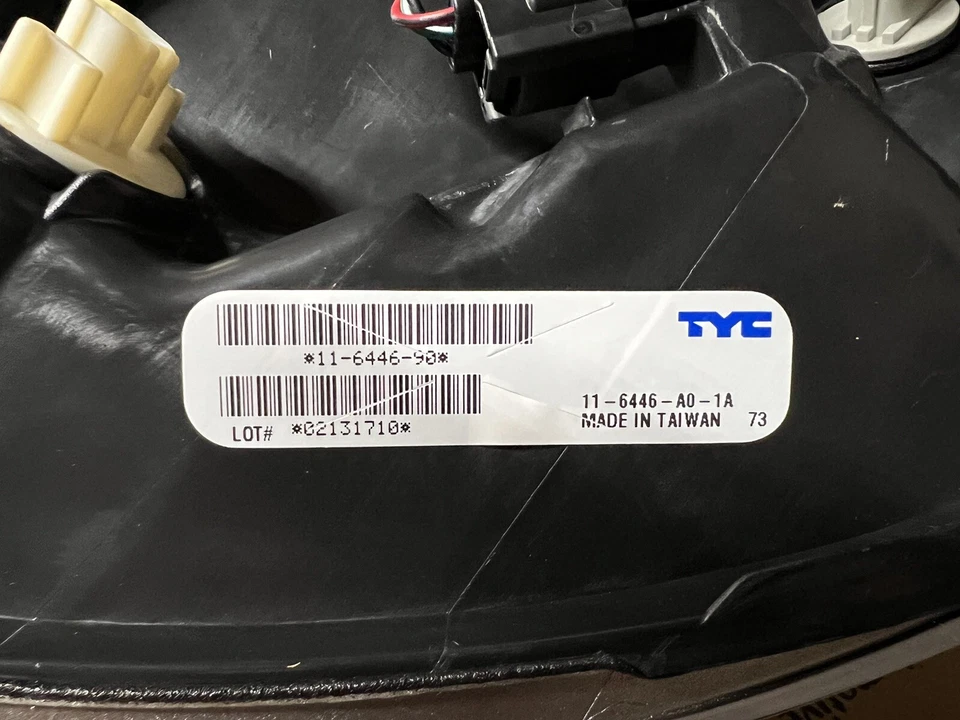 TYC
*11-6446-90*
LOT# *02131710*
11-6446-A0-1A
MADE IN TAIWAN 73